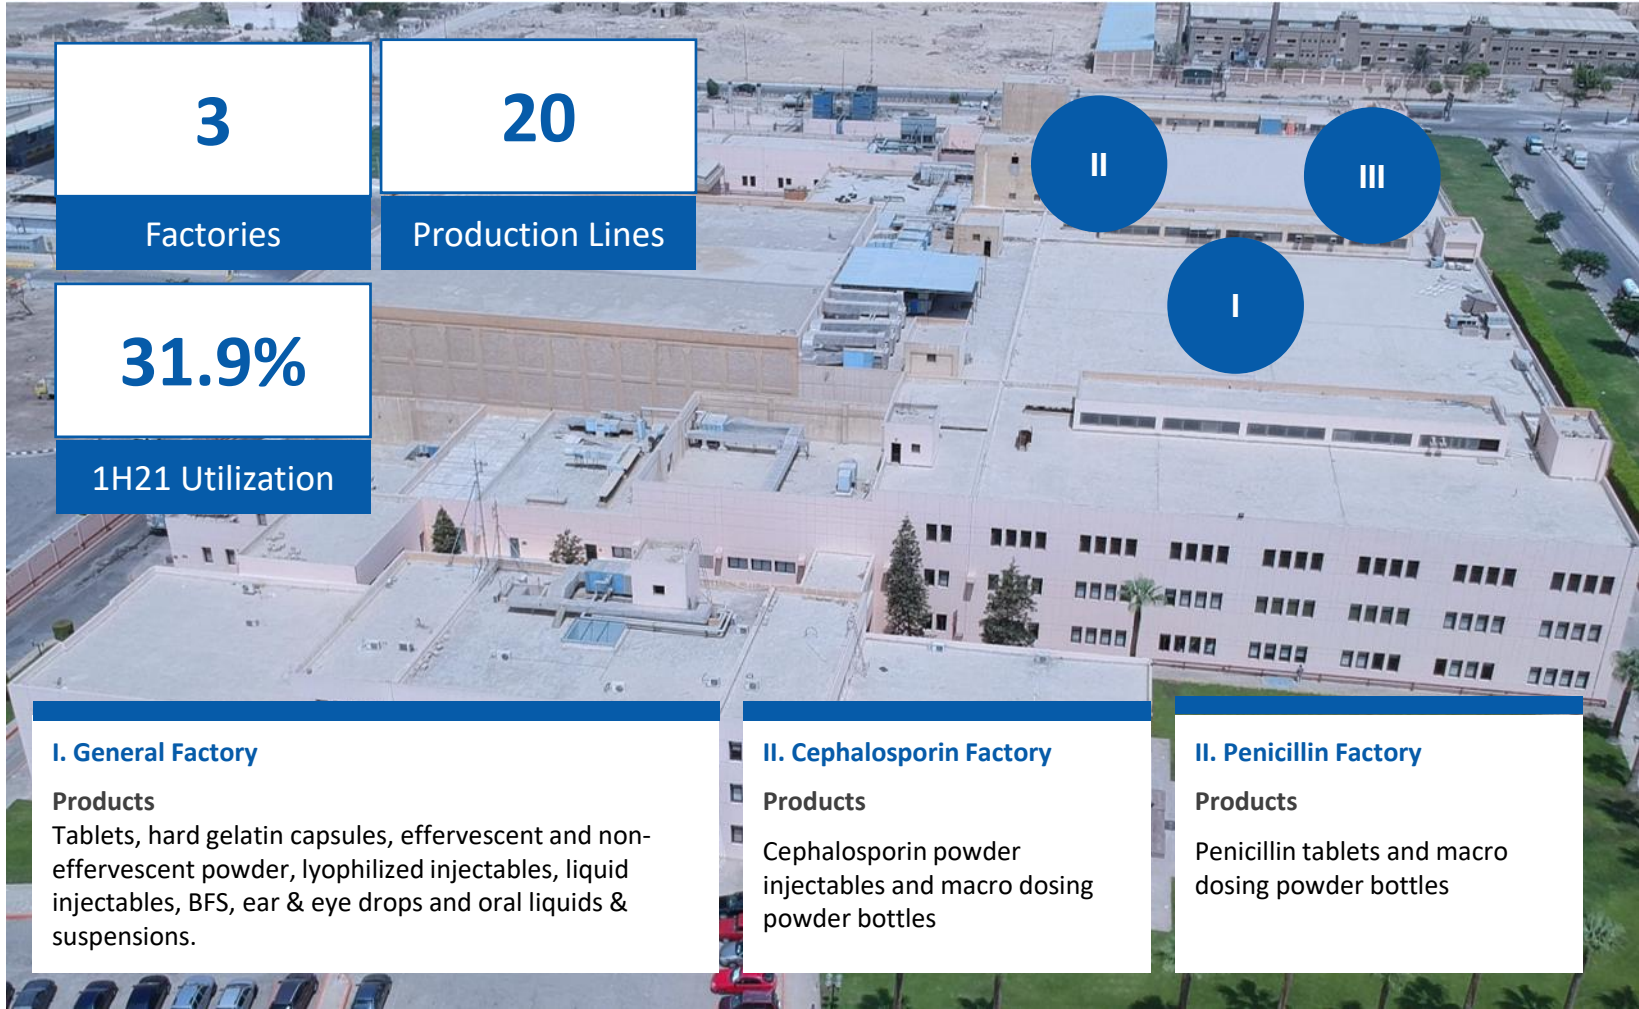 3
Factories
20
Production Lines
31.9%
1H21 Utilization
II
III
I
I. General Factory
Products
Tablets, hard gelatin capsules, effervescent and non-
effervescent powder, lyophilized injectables, liquid
injectables, BFS, ear & eye drops and oral liquids &
suspensions.
II. Cephalosporin Factory
Products
Cephalosporin powder
injectables and macro dosing
powder bottles
II. Penicillin Factory
Products
Penicillin tablets and macro
dosing powder bottles